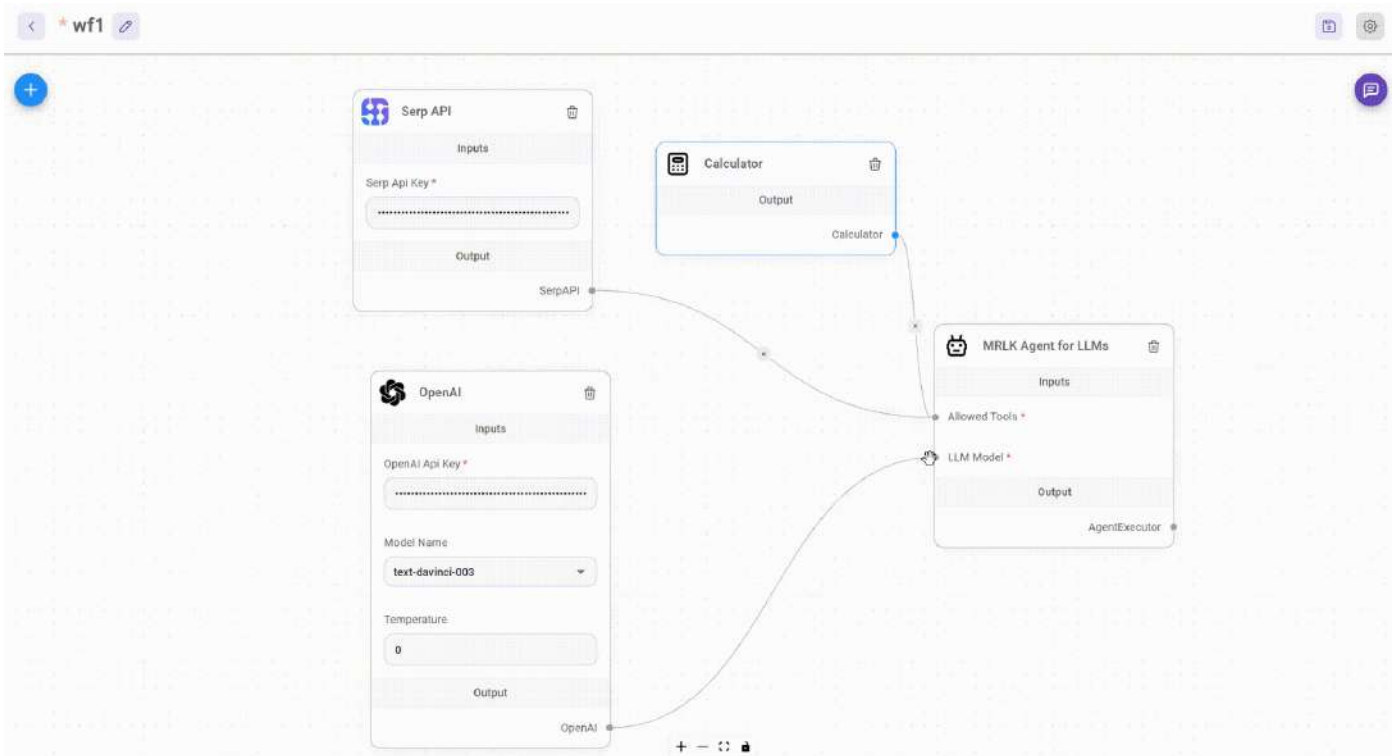 * wf1
Serp API
Inputs
Serp Api Key *
Output
SerpAPI
Calculator
Output
Calculator
OpenAI
Inputs
OpenAI Api Key *
Model Name
text-davinci-003
Temperature
0
Output
OpenAI
MRLK Agent for LLMs
Inputs
Allowed Tools *
LLM Model *
Output
AgentExecutor